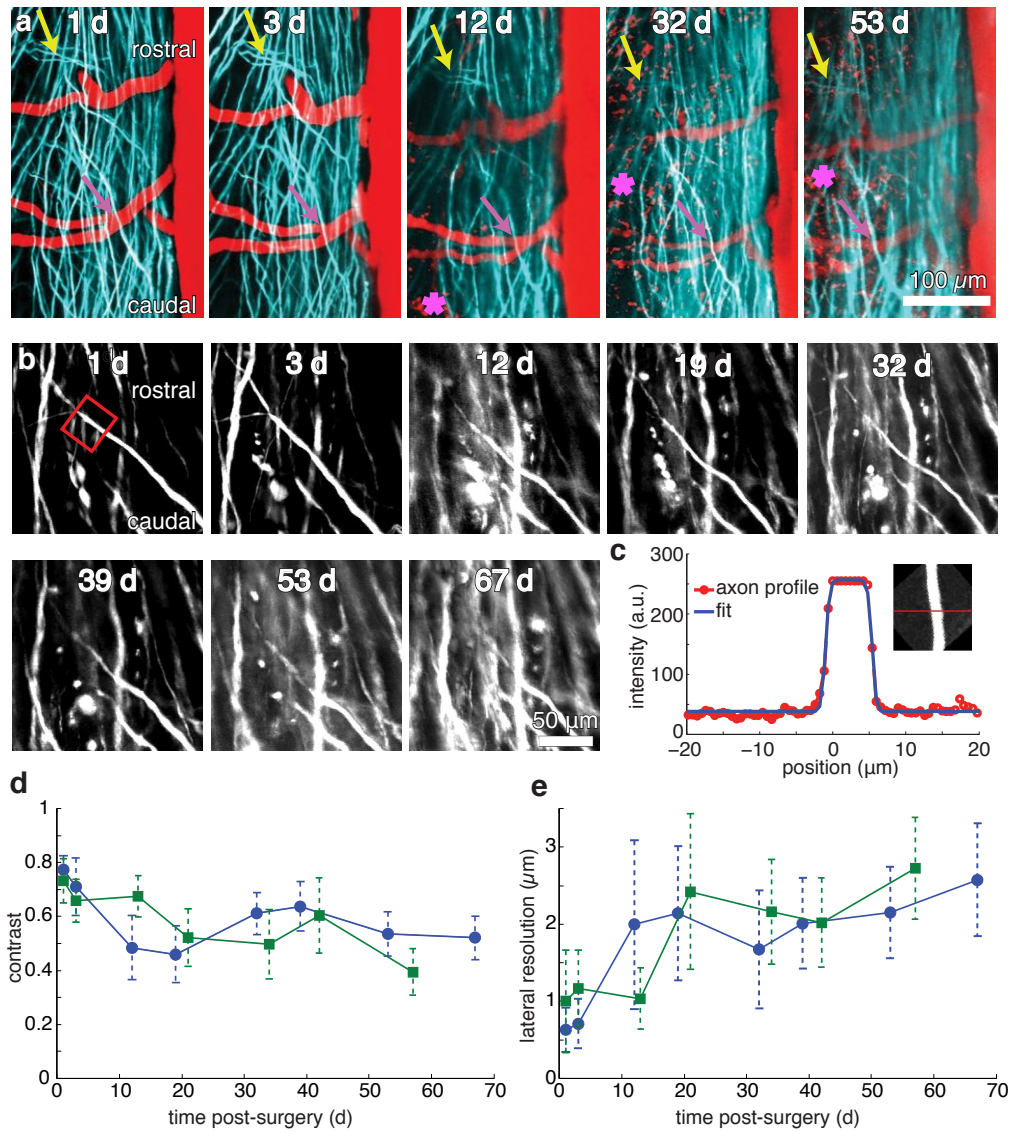 a
1 d
3 d
12 d
32 d
53 d
rostral
caudal
100 µm
b
1 d
3 d
12 d
19 d
32 d
rostral
caudal
39 d
53 d
67 d
50 µm
c
300
200
100
0
intensity (a.u.)
axon profile
fit
−20
−10
0
10
20
position (µm)
d
1
0.8
0.6
0.4
0.2
0
contrast
0
10
20
30
40
50
60
70
time post-surgery (d)
e
3
2
1
0
lateral resolution (µm)
0
10
20
30
40
50
60
70
time post-surgery (d)